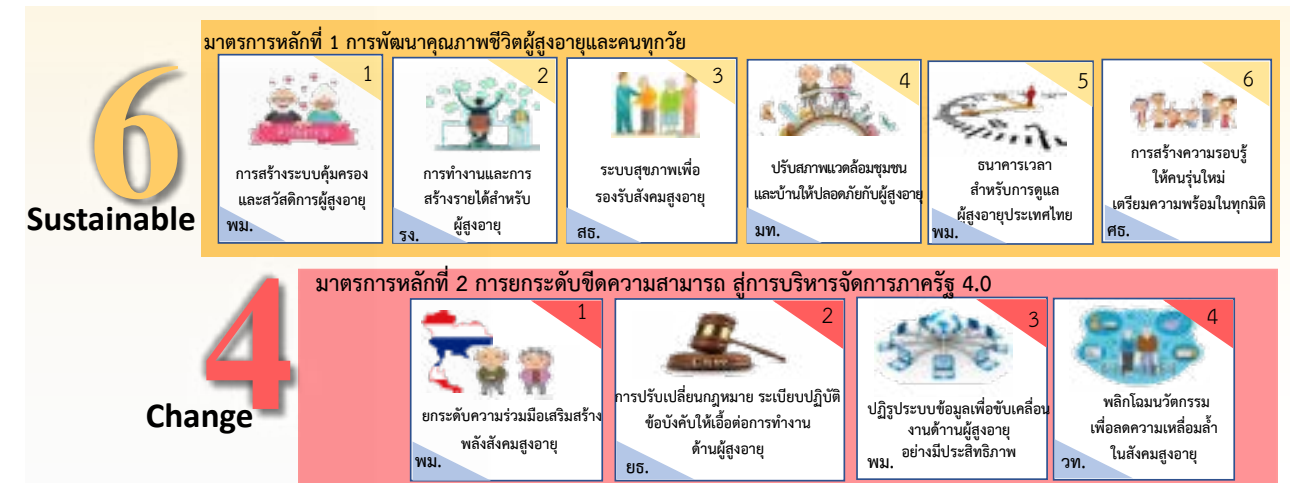 6
Sustainable
มาตรการหลักที่ 1 การพัฒนาคุณภาพชีวิตผู้สูงอายุและคนทุกวัย
1
การสร้างระบบคุ้มครอง
และสวัสดิการผู้สูงอายุ
พม.
2
การทำงานและการ
สร้างรายได้สำหรับ
ผู้สูงอายุ
รง.
3
ระบบสุขภาพเพื่อ
รองรับสังคมสูงอายุ
สธ.
4
ปรับสภาพแวดล้อมชุมชน
และบ้านให้ปลอดภัยกับผู้สูงอายุ
มท.
5
ธนาคารเวลา
สำหรับการดูแล
ผู้สูงอายุประเทศไทย
พม.
6
การสร้างความรอบรู้
ให้คนรุ่นใหม่
เตรียมความพร้อมในทุกมิติ
ศธ.
4
Change
มาตรการหลักที่ 2 การยกระดับขีดความสามารถ สู่การบริหารจัดการภาครัฐ 4.0
1
ยกระดับความร่วมมือเสริมสร้าง
พลังสังคมสูงอายุ
พม.
2
การปรับเปลี่ยนกฎหมาย ระเบียบปฏิบัติ
ข้อบังคับให้เอื้อต่อการทำงาน
ด้านผู้สูงอายุ
ยธ.
3
ปฏิรูประบบข้อมูลเพื่อขับเคลื่อน
งานด้าานผู้สูงอายุ
อย่างมีประสิทธิภาพ
พม.
4
พลิกโฉมนวัตกรรม
เพื่อลดความเหลื่อมล้ำ
ในสังคมสูงอายุ
วท.